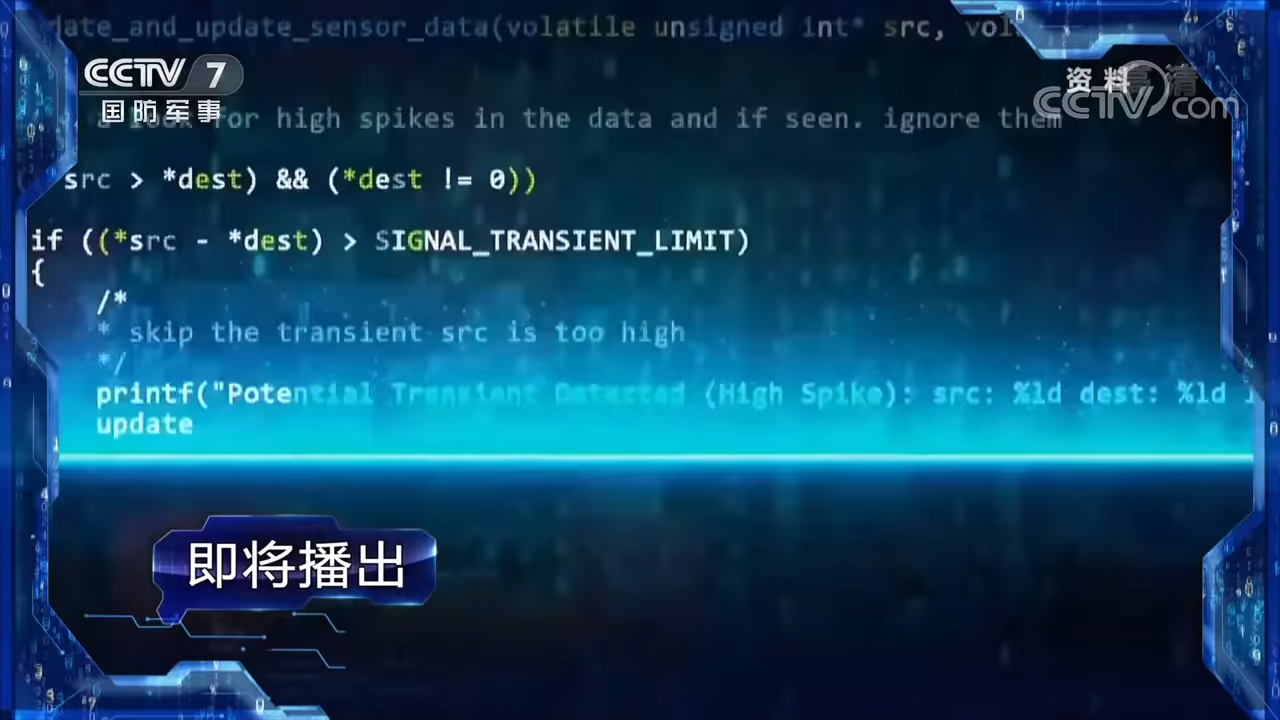 date_and_update_sensor_data(volatile unsigned int* src, vol
CCTV 7
国防军事
资料
高清
CCTV.com
look for high spikes in the data and if seen. ignore them
src > *dest) && (*dest != 0))
if ((*src - *dest) > SIGNAL_TRANSIENT_LIMIT)
{
/*
* skip the transient src is too high
*/
printf("Potential Transient Detected (High Spike): src: %ld dest: %ld
update
即将播出